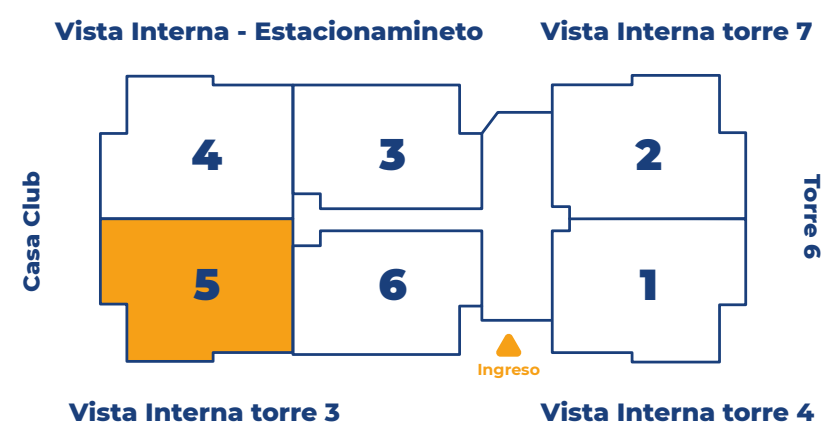 Vista Interna - Estacionamineto
Vista Interna torre 7
4
3
2
Casa Club
Torre 6
5
6
1
Ingreso
Vista Interna torre 3
Vista Interna torre 4